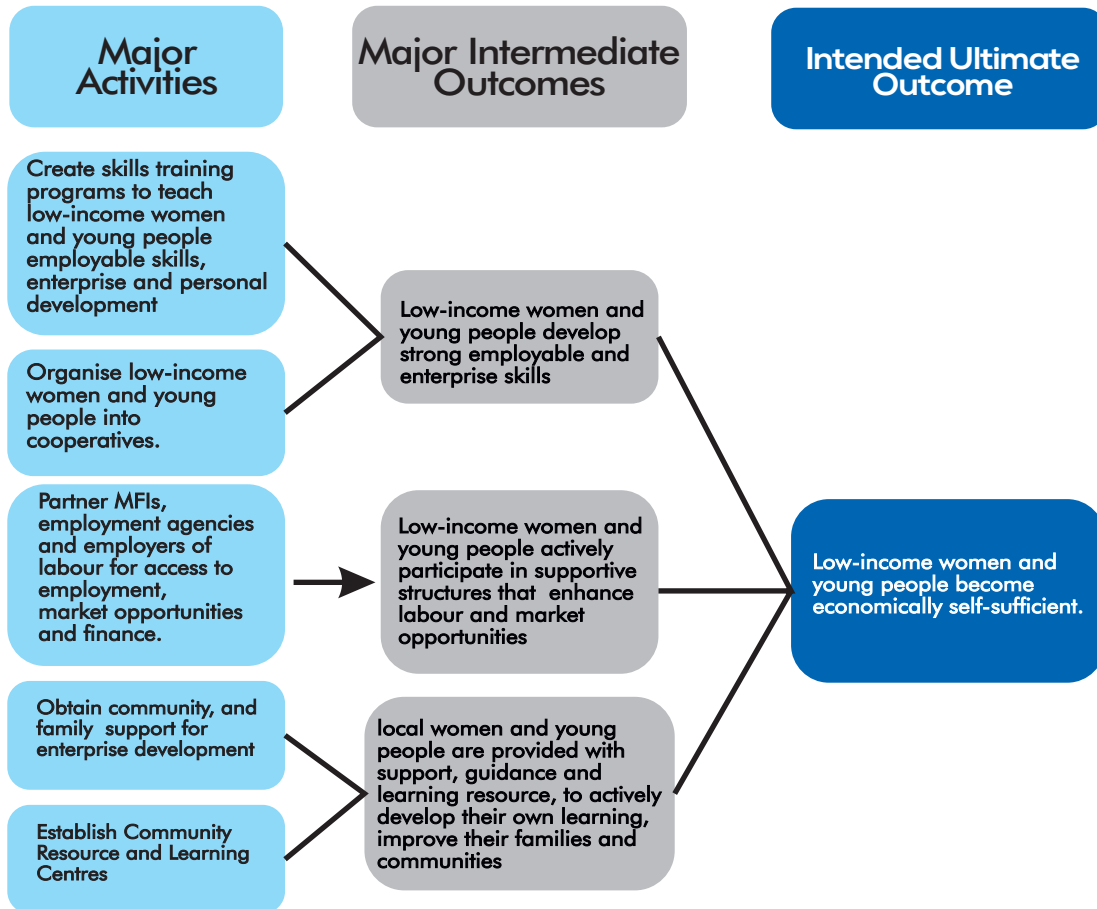 Major
Activities
Major Intermediate
Outcomes
Intended Ultimate
Outcome
Create skills training
programs to teach
low-income women
and young people
employable skills,
enterprise and personal
development
Organise low-income
women and young
people into
cooperatives.
Partner MFIs,
employment agencies
and employers of
labour for access to
employment,
market opportunities
and finance.
Obtain community, and
family support for
enterprise development
Establish Community
Resource and Learning
Centres
Low-income women and
young people develop
strong employable and
enterprise skills
Low-income women and
young people actively
participate in supportive
structures that enhance
labour and market
opportunities
local women and young
people are provided with
support, guidance and
learning resource, to actively
develop their own learning,
improve their families and
communities
Low-income women and
young people become
economically self-sufficient.